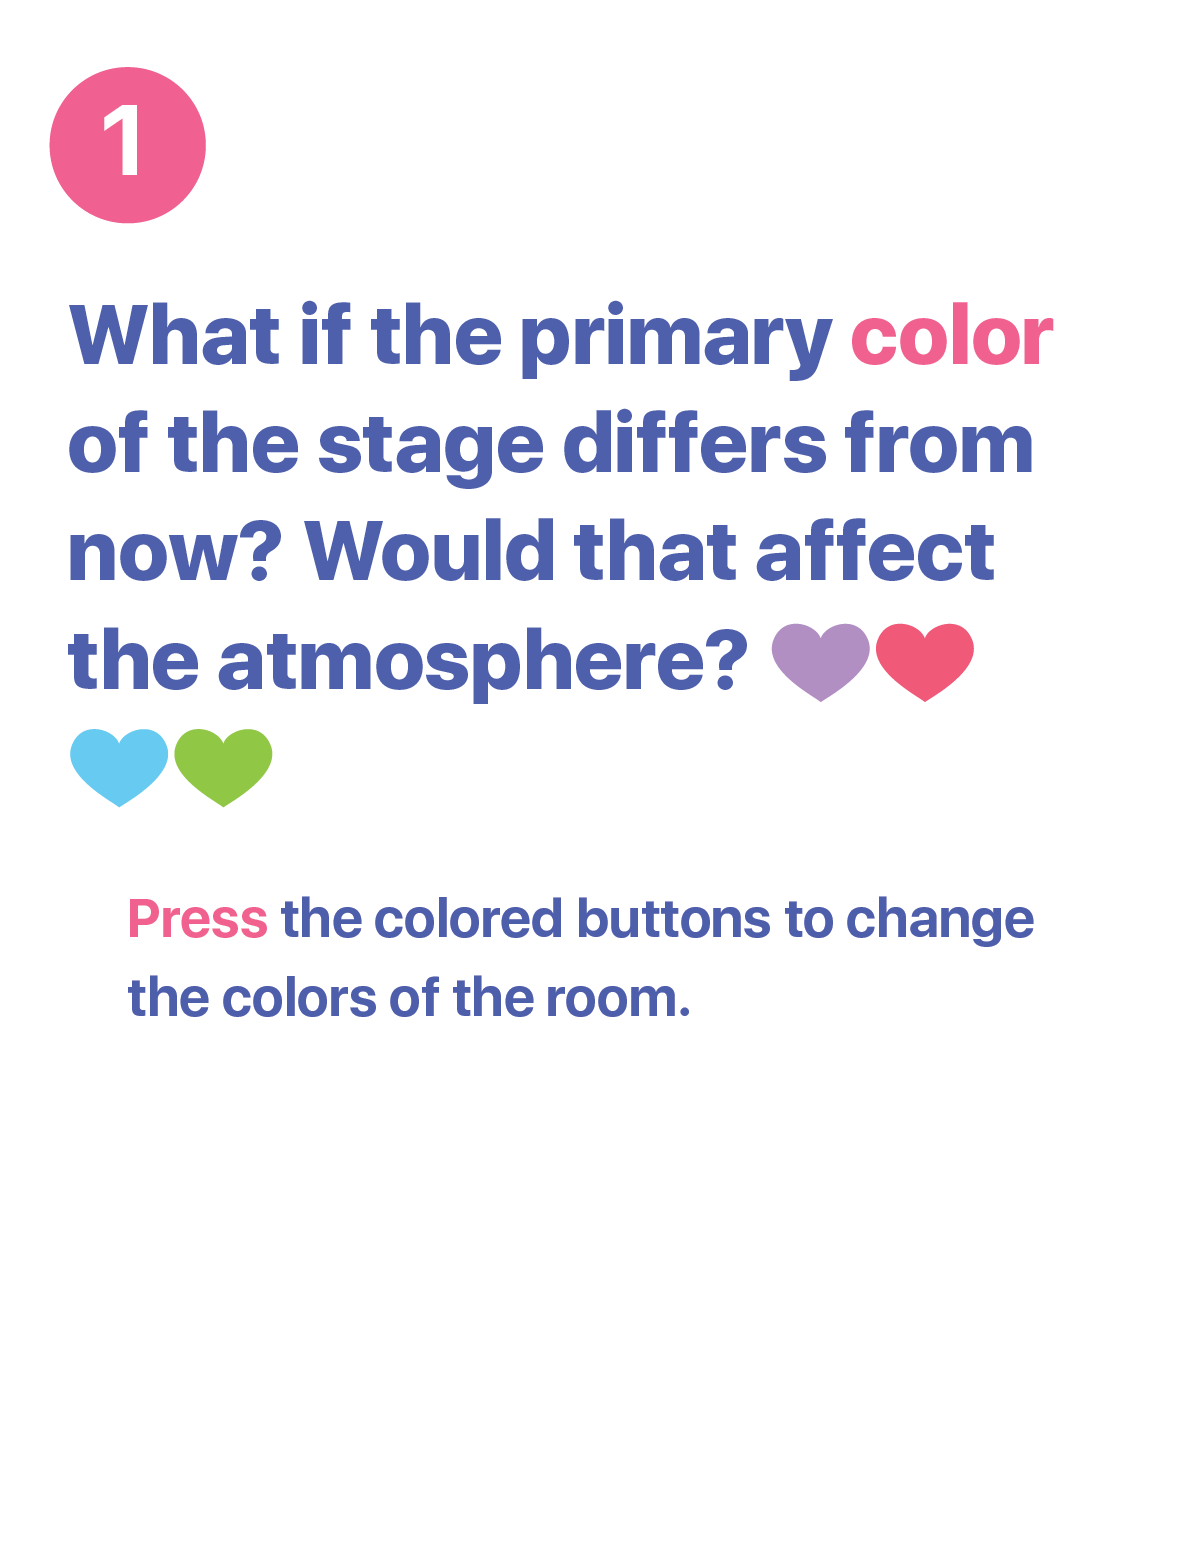 1
What if the primary color
of the stage differs from
now? Would that affect
the atmosphere?
Press the colored buttons to change
the colors of the room.